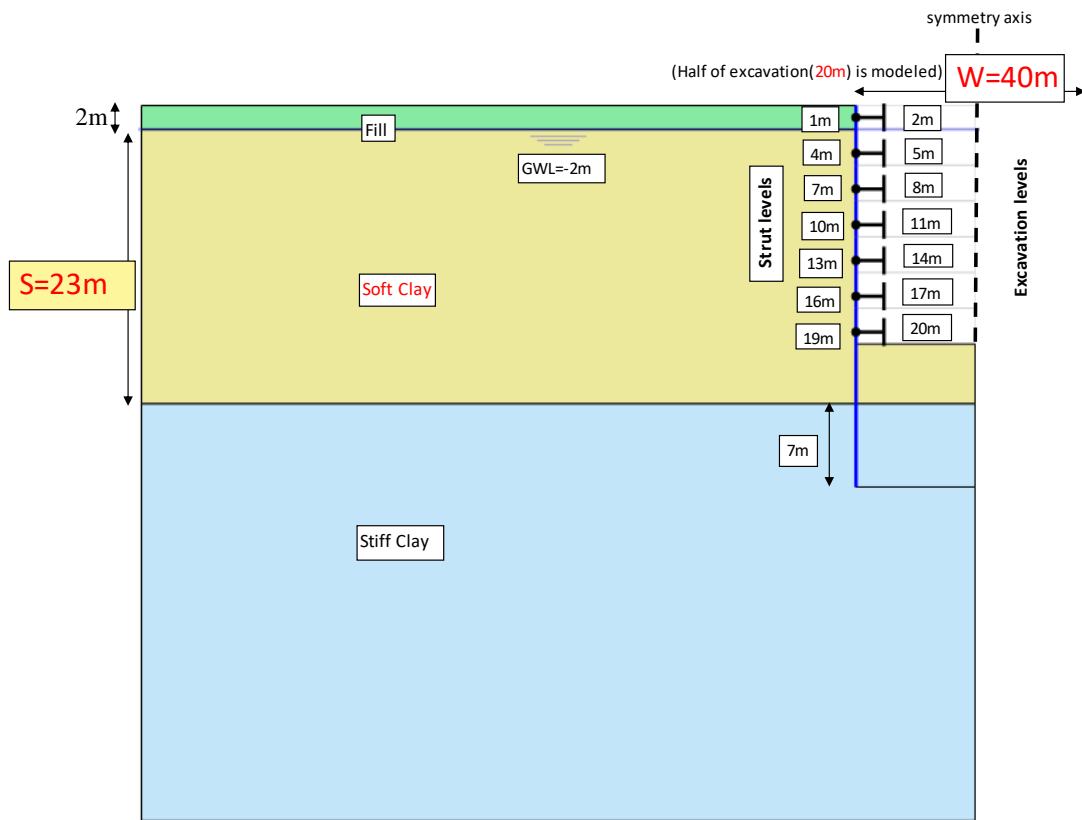 symmetry axis
(Half of excavation(20m) is modeled)
W=40m
2m
Fill
GWL=-2m
S=23m
Soft Clay
Strut levels
1m
4m
7m
10m
13m
16m
19m
2m
5m
8m
11m
14m
17m
20m
Excavation levels
7m
Stiff Clay